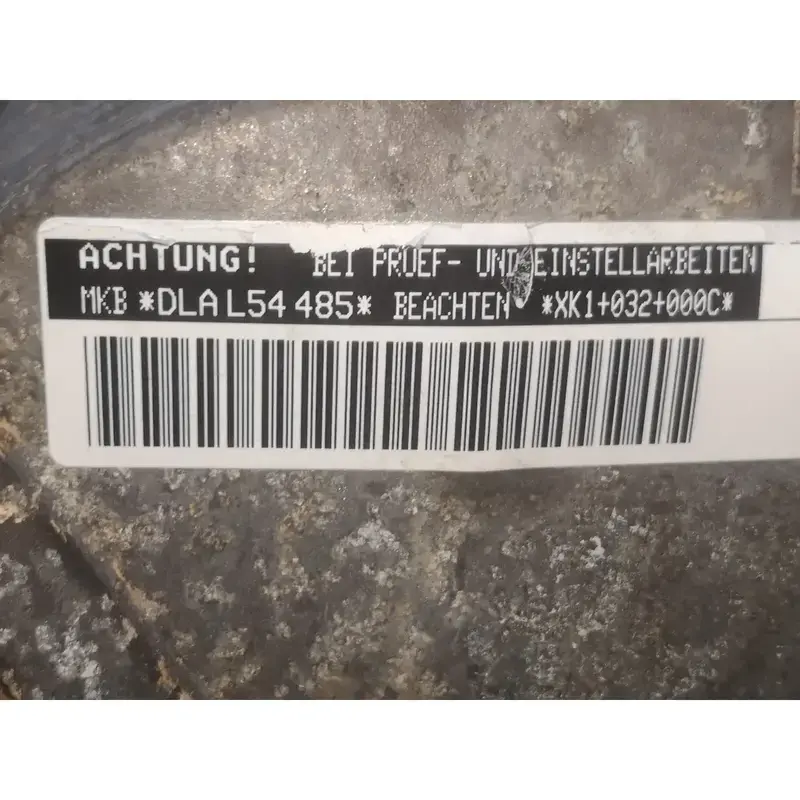 ACHTUNG! BEI PRUEF- UND EINSTELLARBEITEN
MKB *DLA L54 485* BEACHTEN *XK1+032+000C*